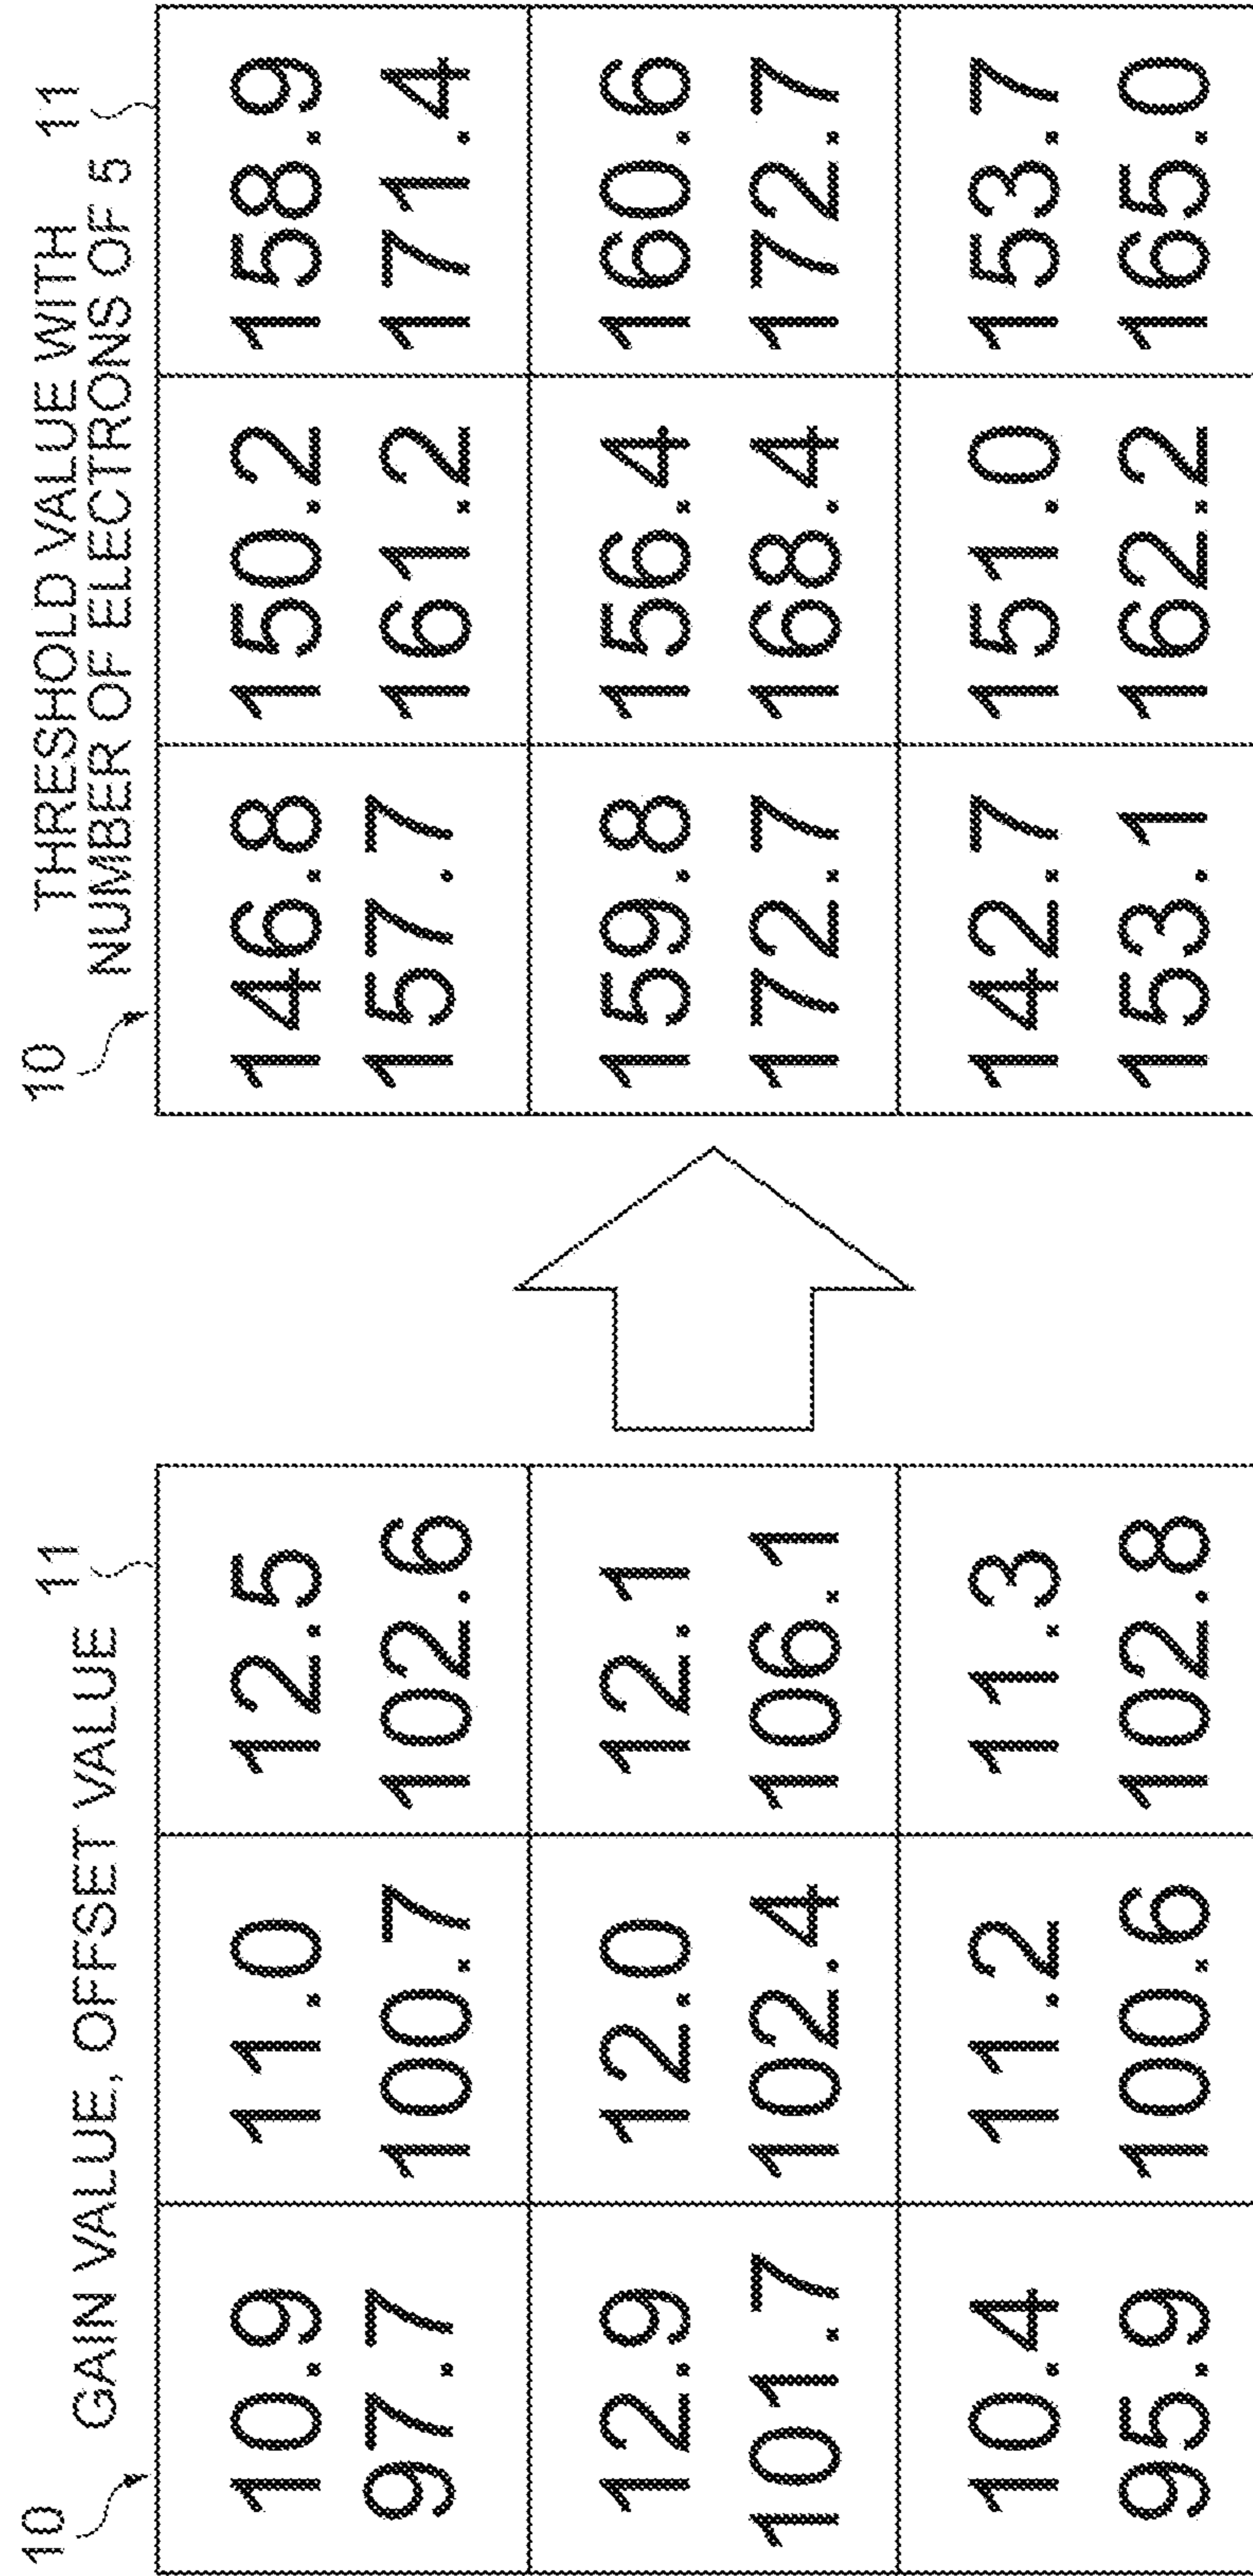 10
GAIN VALUE, OFFSET VALUE 11
10.9 11.0 12.5
97.7 100.7 102.6
12.9 12.0 12.1
101.7 102.4 106.1
10.4 11.2 11.3
95.9 100.6 102.8
10
THRESHOLD VALUE WITH 11
NUMBER OF ELECTRONS OF 5
146.8 150.2 158.9
157.7 161.2 171.4
159.8 156.4 160.6
172.7 168.4 172.7
142.7 151.0 153.7
153.1 162.2 165.0